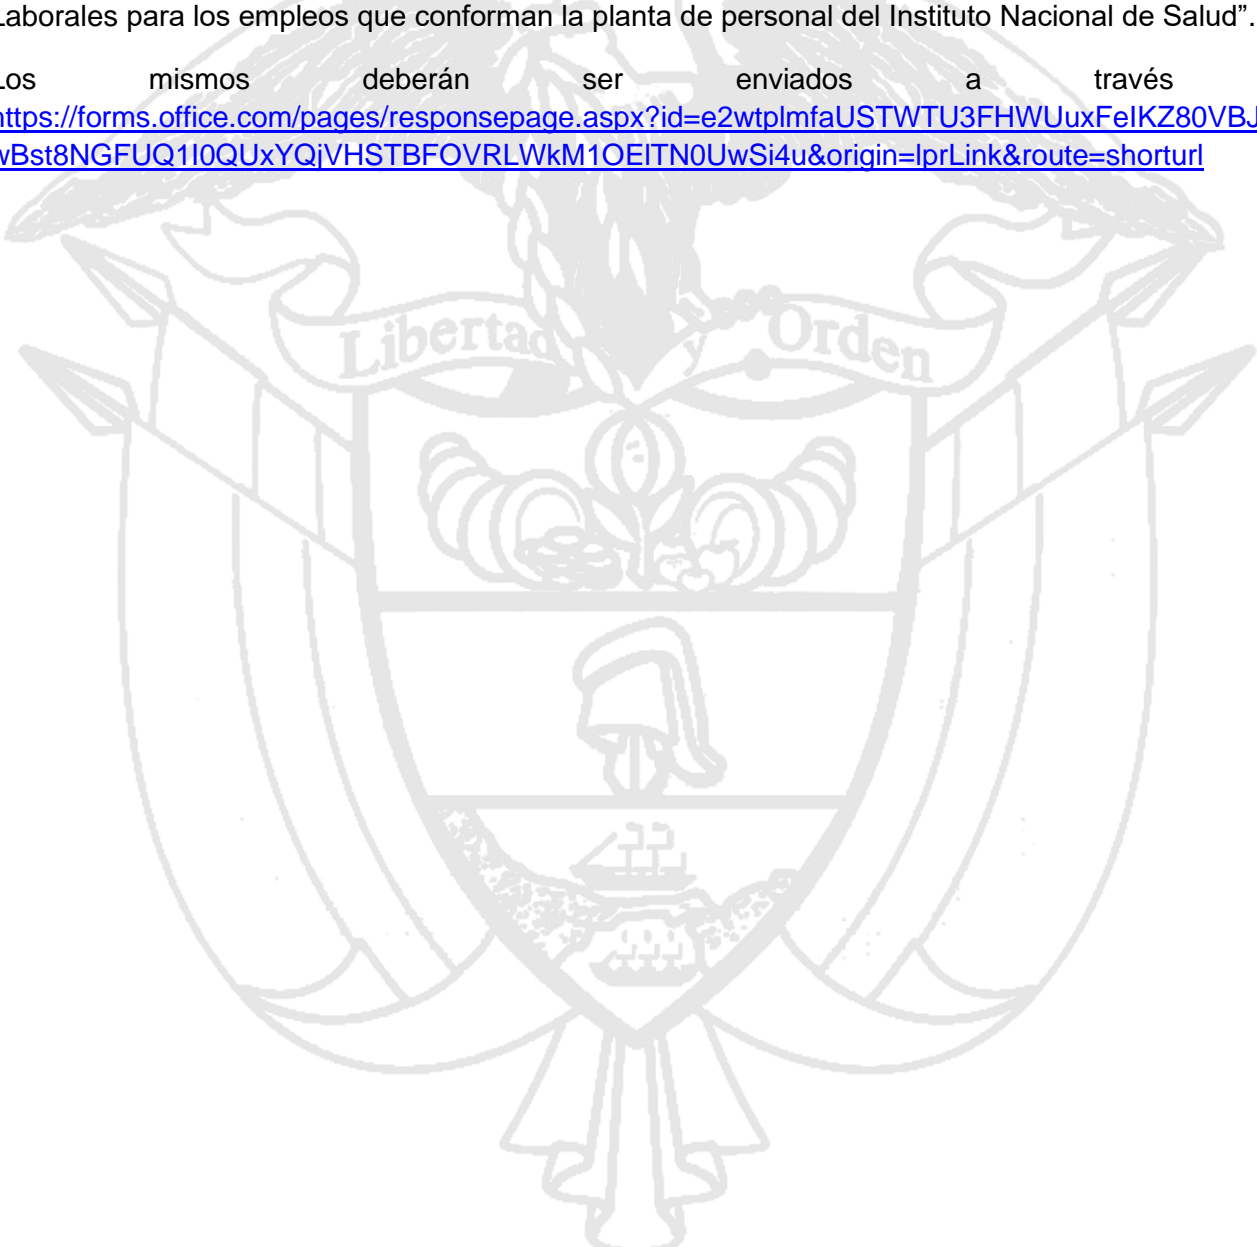 Laborales para los empleos que conforman la planta de personal del Instituto Nacional de Salud”.
Los mismos deberán ser enviados a través
https://forms.office.com/pages/responsepage.aspx?id=e2wtplmfaUSTWTU3FHWUuxFeIKZ80VBJ
wBst8NGFUQ1I0QUxYQjVHSTBFOVRLWkM1OElTN0UwSi4u&origin=lprLink&route=shorturl
Libertad y Orden